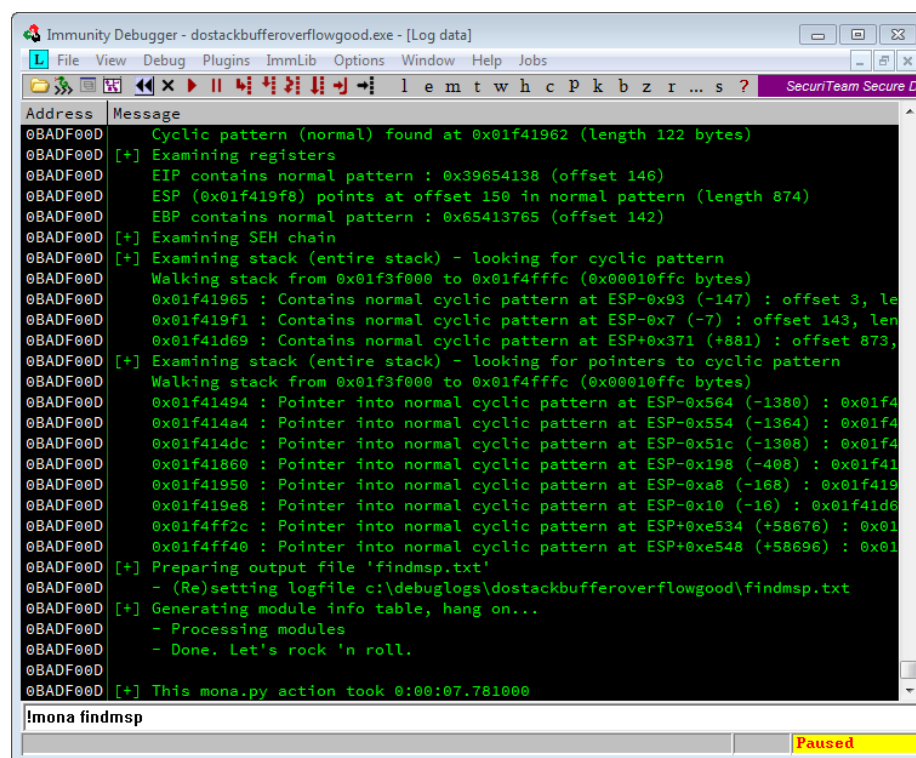 Immunity Debugger - dostackbufferoverflowgood.exe - [Log data]
L File View Debug Plugins ImmLib Options Window Help Jobs
l e m t w h c P k b z r ... s ? SecuriTeam Secure D
Address Message
0BADF00D Cyclic pattern (normal) found at 0x01f41962 (length 122 bytes)
0BADF00D [+] Examining registers
0BADF00D EIP contains normal pattern : 0x39654138 (offset 146)
0BADF00D ESP (0x01f419f8) points at offset 150 in normal pattern (length 874)
0BADF00D EBP contains normal pattern : 0x65413765 (offset 142)
0BADF00D [+] Examining SEH chain
0BADF00D [+] Examining stack (entire stack) - looking for cyclic pattern
0BADF00D Walking stack from 0x01f3f000 to 0x01f4fffc (0x00010ffc bytes)
0BADF00D 0x01f41965 : Contains normal cyclic pattern at ESP-0x93 (-147) : offset 3, le
0BADF00D 0x01f419f1 : Contains normal cyclic pattern at ESP-0x7 (-7) : offset 143, len
0BADF00D 0x01f41d69 : Contains normal cyclic pattern at ESP+0x371 (+881) : offset 873,
0BADF00D [+] Examining stack (entire stack) - looking for pointers to cyclic pattern
0BADF00D Walking stack from 0x01f3f000 to 0x01f4fffc (0x00010ffc bytes)
0BADF00D 0x01f41494 : Pointer into normal cyclic pattern at ESP-0x564 (-1380) : 0x01f4
0BADF00D 0x01f414a4 : Pointer into normal cyclic pattern at ESP-0x554 (-1364) : 0x01f4
0BADF00D 0x01f414dc : Pointer into normal cyclic pattern at ESP-0x51c (-1308) : 0x01f4
0BADF00D 0x01f41860 : Pointer into normal cyclic pattern at ESP-0x198 (-408) : 0x01f41
0BADF00D 0x01f41950 : Pointer into normal cyclic pattern at ESP-0xa8 (-168) : 0x01f419
0BADF00D 0x01f419e8 : Pointer into normal cyclic pattern at ESP-0x10 (-16) : 0x01f41d6
0BADF00D 0x01f4ff2c : Pointer into normal cyclic pattern at ESP+0xe534 (+58676) : 0x01
0BADF00D 0x01f4ff40 : Pointer into normal cyclic pattern at ESP+0xe548 (+58696) : 0x01
0BADF00D [+] Preparing output file 'findmsp.txt'
0BADF00D - (Re)setting logfile c:\debuglogs\dostackbufferoverflowgood\findmsp.txt
0BADF00D [+] Generating module info table, hang on...
0BADF00D - Processing modules
0BADF00D - Done. Let's rock 'n roll.
0BADF00D
0BADF00D [+] This mona.py action took 0:00:07.781000
!mona findmsp
Paused